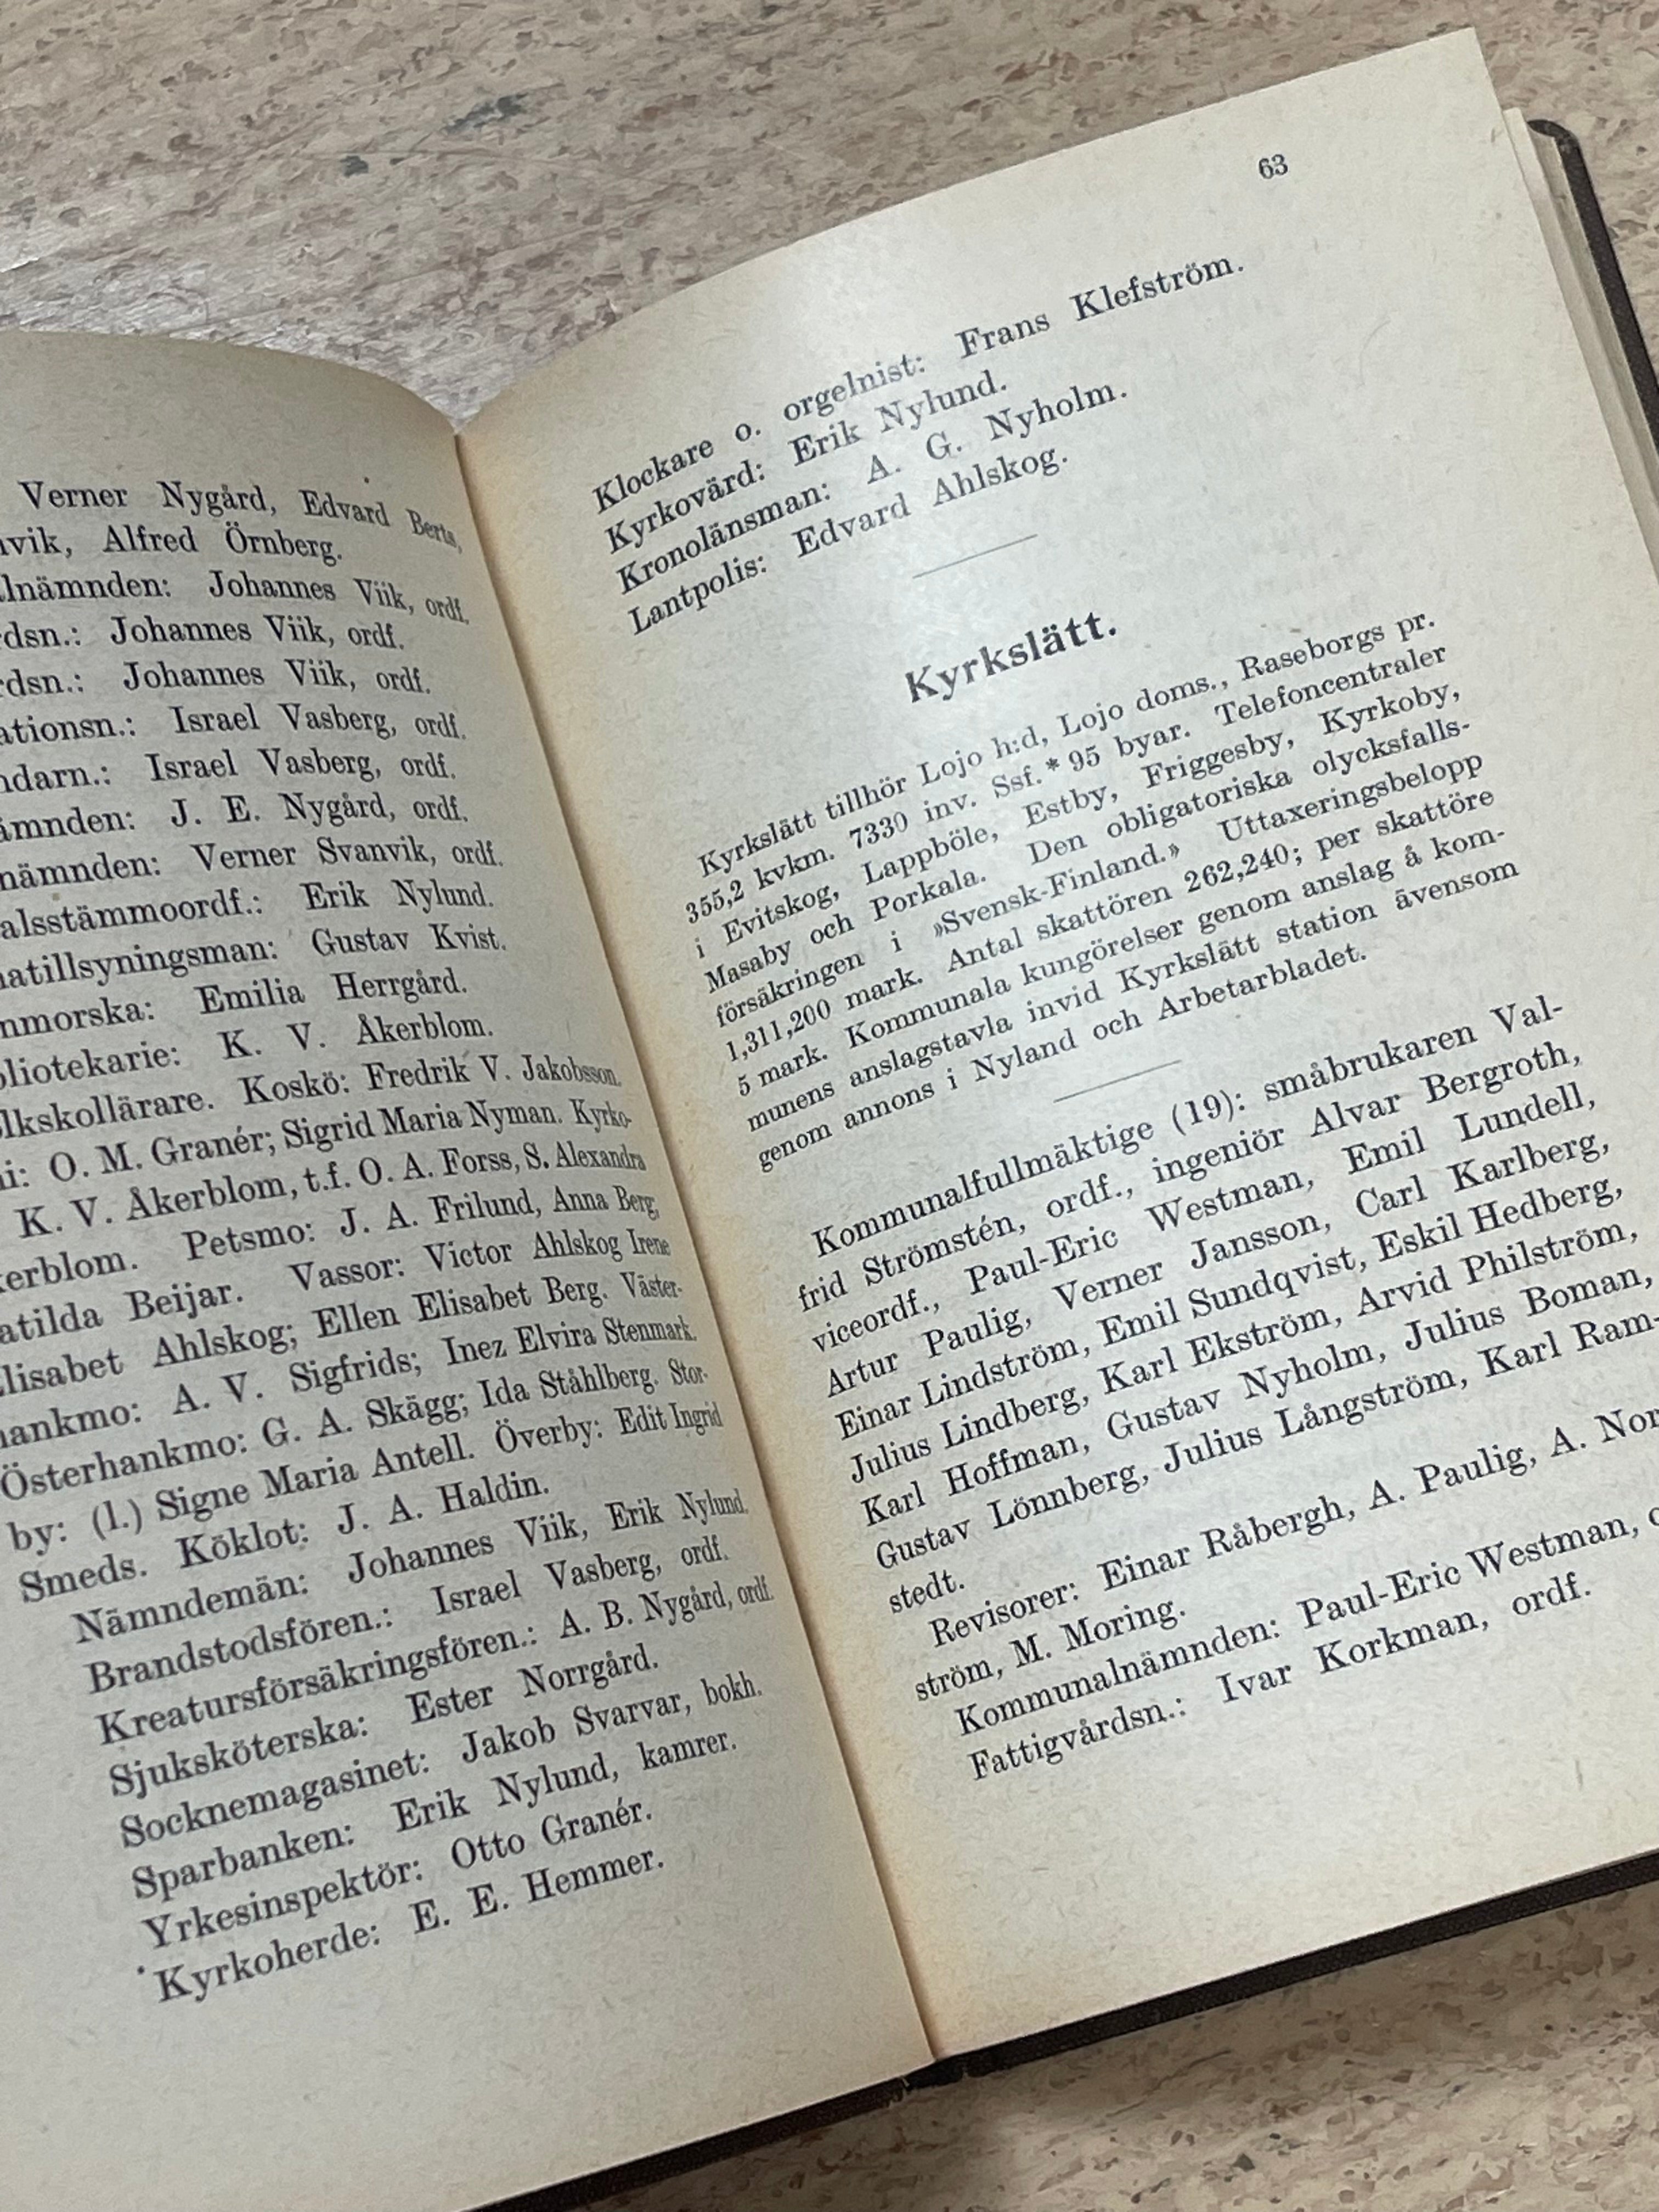 Verner Nygård, Edvard Berts,
vik, Alfred Örnberg.
lnämnden: Johannes Viik, ordf.
rdsn.: Johannes Viik, ordf.
rdsn.: Johannes Viik, ordf.
ationsn.: Israel Vasberg, ordf.
ndarn.: Israel Vasberg, ordf.
ämnden: J. E. Nygård, ordf.
nämnden: Verner Svanvik, ordf.
alsstämmoordf.: Erik Nylund.
natillsyningsman: Gustav Kvist.
nmorska: Emilia Herrgård.
bliotekarie: K. V. Åkerblom.
lkskollärare. Koskö: Fredrik V. Jakobsson.
ni: O. M. Granér; Sigrid Maria Nyman. Kyrko-
K. V. Åkerblom, t.f. O. A. Forss, S. Alexandra
kerblom. Petsmo: J. A. Frilund, Anna Berg,
atilda Beijar. Vassor: Victor Ahlskog Irene
Elisabet Ahlskog; Ellen Elisabet Berg. Väster-
hankmo: A. V. Sigfrids; Inez Elvira Stenmark.
Österhankmo: G. A. Skägg; Ida Ståhlberg. Stor-
by: (l.) Signe Maria Antell. Överby: Edit Ingrid
Smeds. Köklot: J. A. Haldin.
Nämndemän: Johannes Viik, Erik Nylund.
Brandstodsfören.: Israel Vasberg, ordf.
Kreatursförsäkringsfören.: A. B. Nygård, ordf.
Sjuksköterska: Ester Norrgård.
Socknemagasinet: Jakob Svarvar, bokh.
Sparbanken: Erik Nylund, kamrer.
Yrkesinspektör: Otto Granér.
Kyrkoherde: E. E. Hemmer.
63
Klockare o. orgelnist: Frans Klefström.
Kyrkovärd: Erik Nylund.
Kronolänsman: A. G. Nyholm.
Lantpolis: Edvard Ahlskog.
Kyrkslätt.
Kyrkslätt tillhör Lojo h:d, Lojo doms., Raseborgs pr.
355,2 kvkm. 7330 inv. Ssf.* 95 byar. Telefoncentraler
i Evitskog, Lappböle, Estby, Friggesby, Kyrkoby,
Masaby och Porkala. Den obligatoriska olycksfalls-
försäkringen i »Svensk-Finland.» Uttaxeringsbelopp
1,311,200 mark. Antal skattören 262,240; per skattöre
5 mark. Kommunala kungörelser genom anslag å kom-
munens anslagstavla invid Kyrkslätt station ävensom
genom annons i Nyland och Arbetarbladet.
Kommunalfullmäktige (19): småbrukaren Val-
frid Strömstén, ordf., ingeniör Alvar Bergroth,
viceordf., Paul-Eric Westman, Emil Lundell,
Artur Paulig, Verner Jansson, Carl Karlberg,
Einar Lindström, Emil Sundqvist, Eskil Hedberg,
Julius Lindberg, Karl Ekström, Arvid Philström,
Karl Hoffman, Gustav Nyholm, Julius Boman,
Gustav Lönnberg, Julius Långström, Karl Ram-
stedt.
Revisorer: Einar Råbergh, A. Paulig, A. Nor
ström, M. Moring.
Kommunalnämnden: Paul-Eric Westman, o
Fattigvårdsn.: Ivar Korkman, ordf.